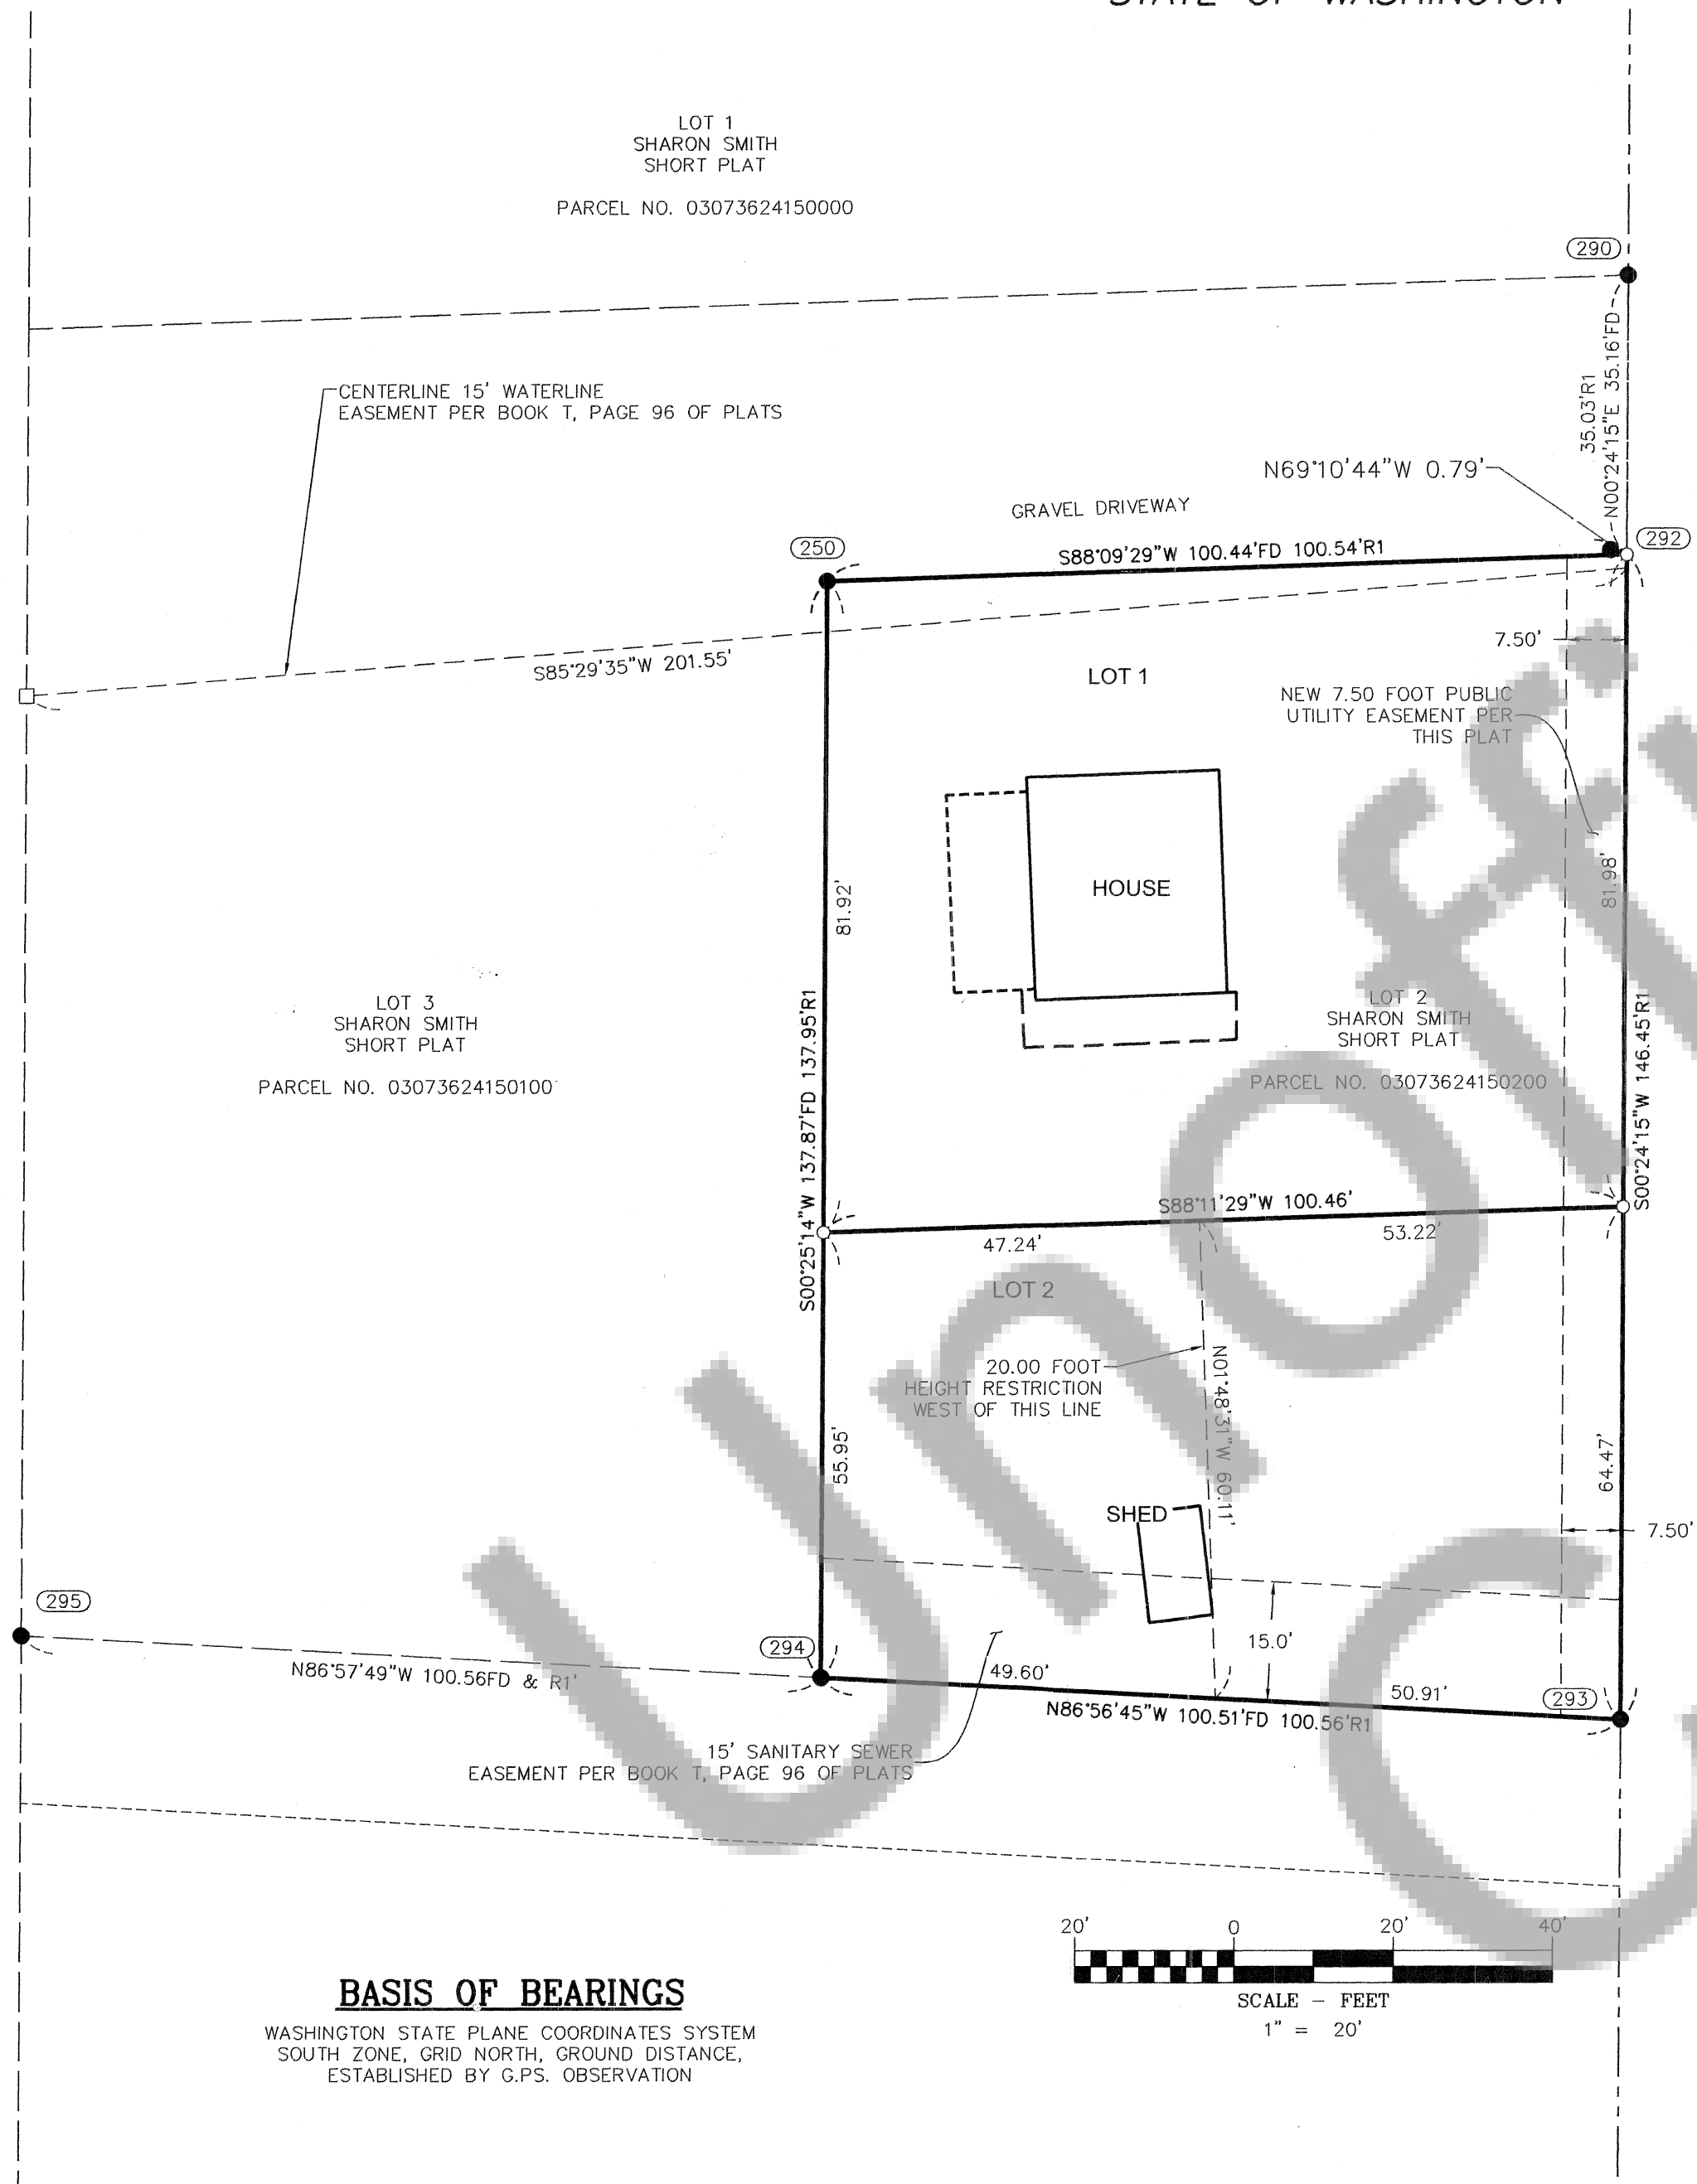 STATE OF WASHINGTON
LOT 1
SHARON SMITH
SHORT PLAT
PARCEL NO. 03073624150000
290
35.03'R1
N00°24'15"E 35.16'FD
CENTERLINE 15' WATERLINE
EASEMENT PER BOOK T, PAGE 96 OF PLATS
N69°10'44"W 0.79'
GRAVEL DRIVEWAY
250
S88°09'29"W 100.44'FD 100.54'R1
292
S85°29'35"W 201.55'
7.50'
LOT 1
NEW 7.50 FOOT PUBLIC
UTILITY EASEMENT PER
THIS PLAT
HOUSE
81.92'
81.98'
LOT 3
SHARON SMITH
SHORT PLAT
PARCEL NO. 03073624150100
S00°25'14"W 137.87'FD 137.95'R1
LOT 2
SHARON SMITH
SHORT PLAT
PARCEL NO. 03073624150200
S00°24'15"W 146.45'R1
S88°11'29"W 100.46'
47.24'
53.22'
LOT 2
20.00 FOOT
HEIGHT RESTRICTION
WEST OF THIS LINE
N01°48'31"W 60.11'
55.95'
64.47'
SHED
7.50'
295
294
15.0'
N86°57'49"W 100.56FD & R1'
49.60'
50.91'
293
N86°56'45"W 100.51'FD 100.56'R1
15' SANITARY SEWER
EASEMENT PER BOOK T, PAGE 96 OF PLATS
20' 0 20' 40'
SCALE - FEET
1" = 20'
BASIS OF BEARINGS
WASHINGTON STATE PLANE COORDINATES SYSTEM
SOUTH ZONE, GRID NORTH, GROUND DISTANCE,
ESTABLISHED BY G.PS. OBSERVATION